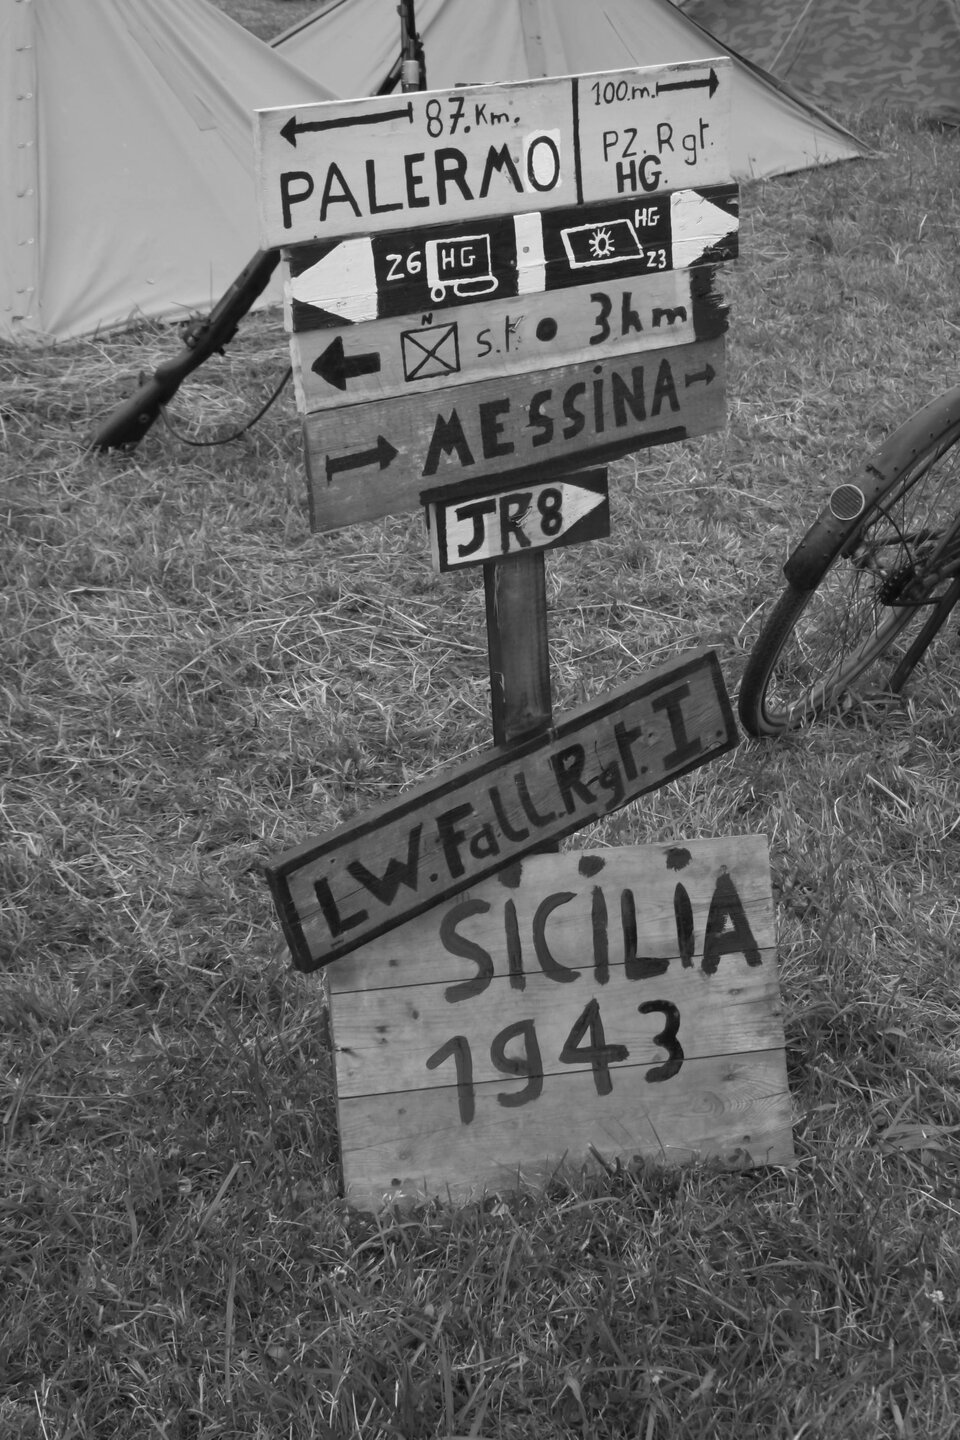 87.Km.
PALERMO
100.m.
PZ.Rgt.
HG.
26 HG
HG
23
N
3km
MESSINA
JR8
LW.Fall.Rgt.I.
SICILIA
1943